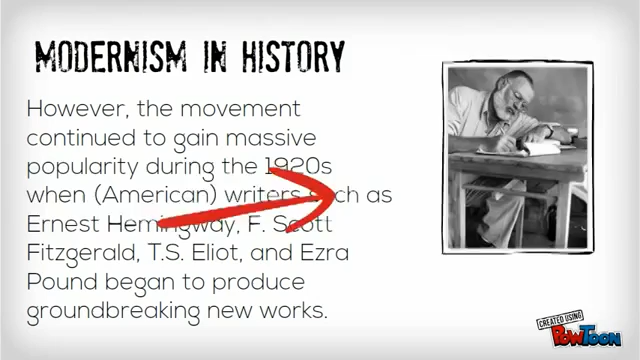 MODERNISM IN HISTORY
However, the movement
continued to gain massive
popularity during the 1920s
when (American) writers such as
Ernest Hemingway, F. Scott
Fitzgerald, T.S. Eliot, and Ezra
Pound began to produce
groundbreaking new works.
CREATED USING
POWTOON